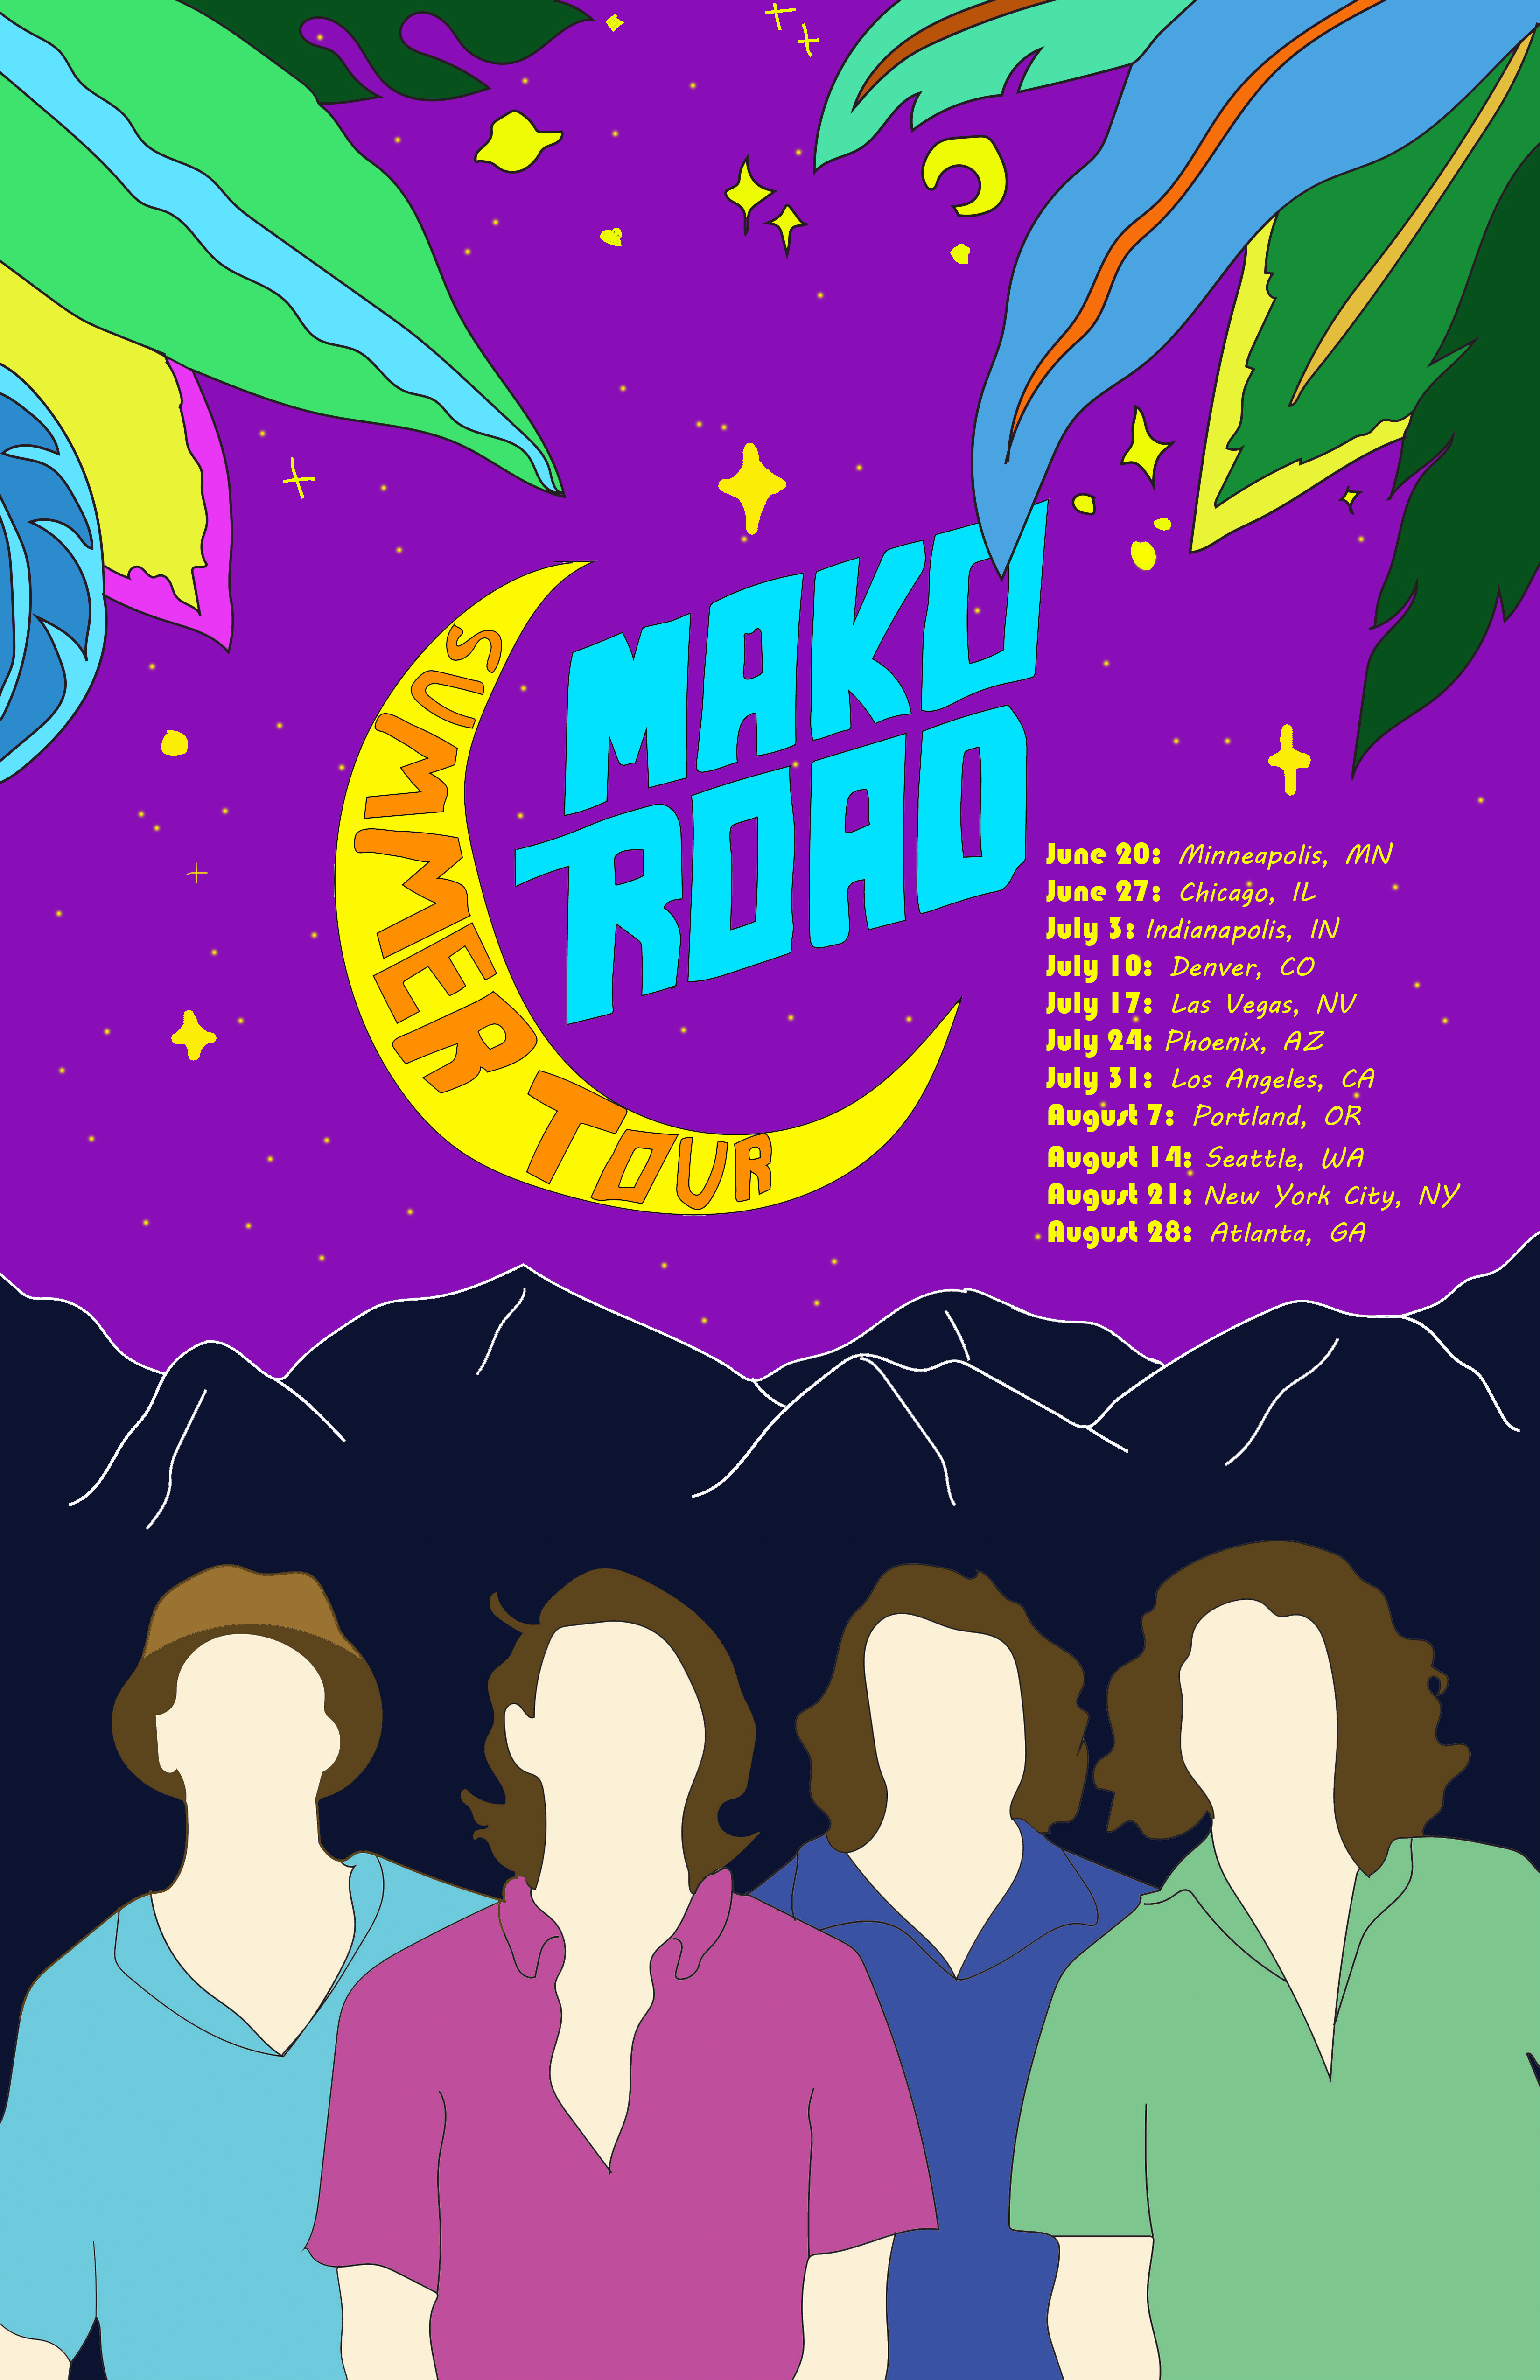 MAKO
ROAD
SUMMER TOUR
June 20: Minneapolis, MN
June 27: Chicago, IL
July 3: Indianapolis, IN
July 10: Denver, CO
July 17: Las Vegas, NV
July 24: Phoenix, AZ
July 31: Los Angeles, CA
August 7: Portland, OR
August 14: Seattle, WA
August 21: New York City, NY
August 28: Atlanta, GA